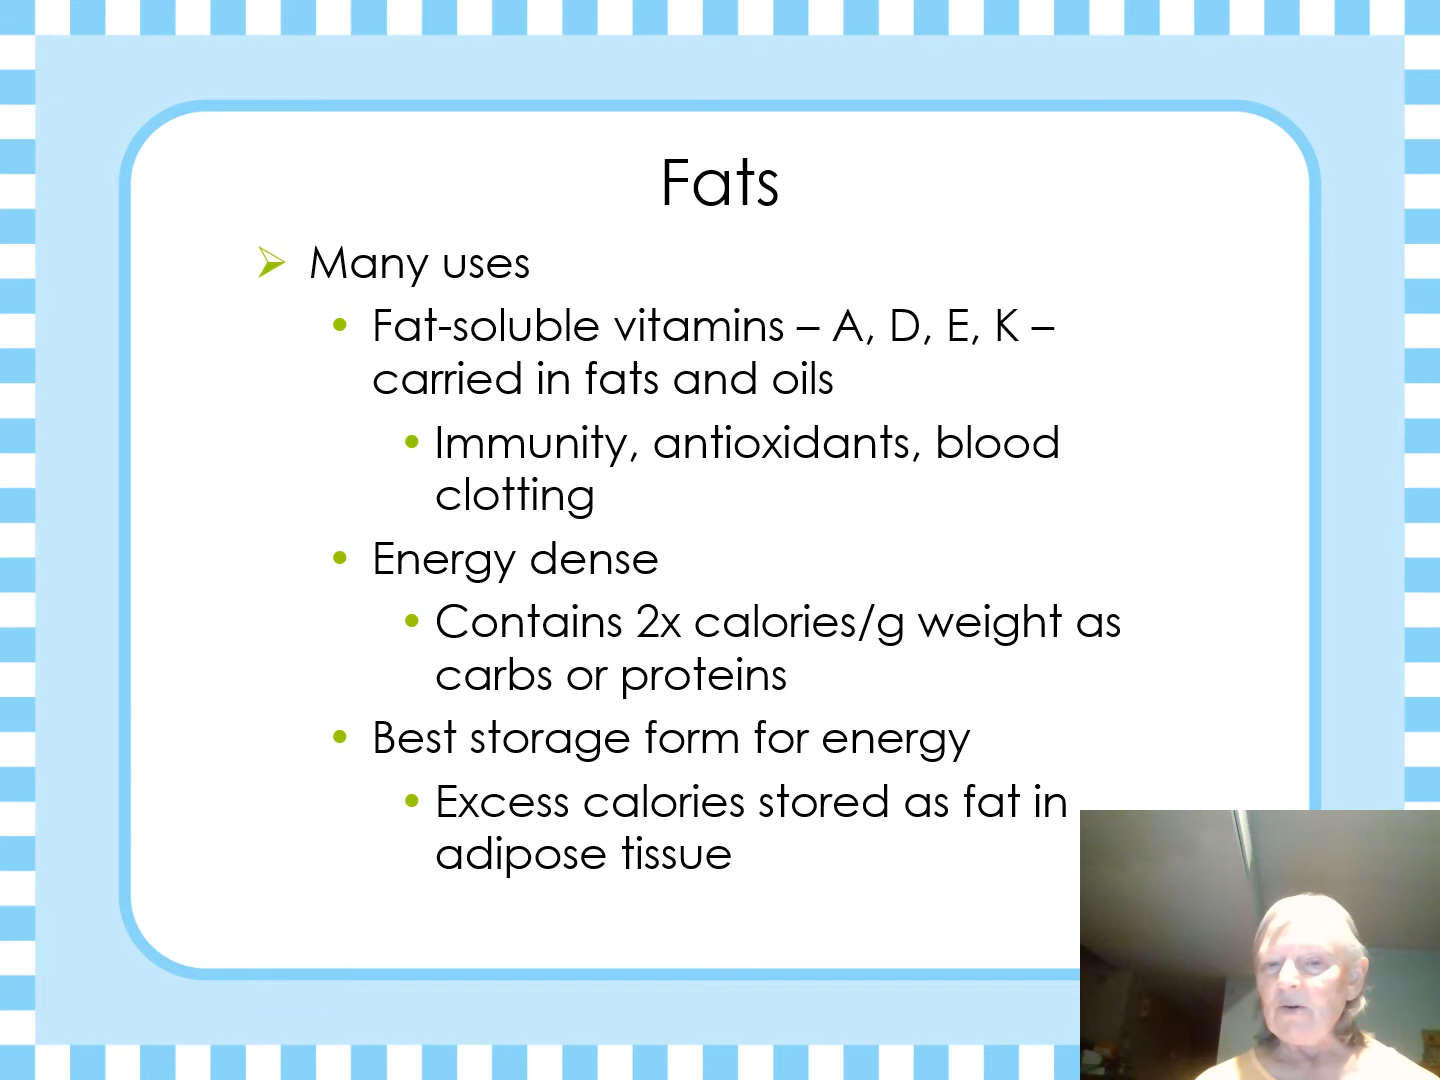 Fats
Many uses
Fat-soluble vitamins – A, D, E, K –
carried in fats and oils
Immunity, antioxidants, blood
clotting
Energy dense
Contains 2x calories/g weight as
carbs or proteins
Best storage form for energy
Excess calories stored as fat in
adipose tissue